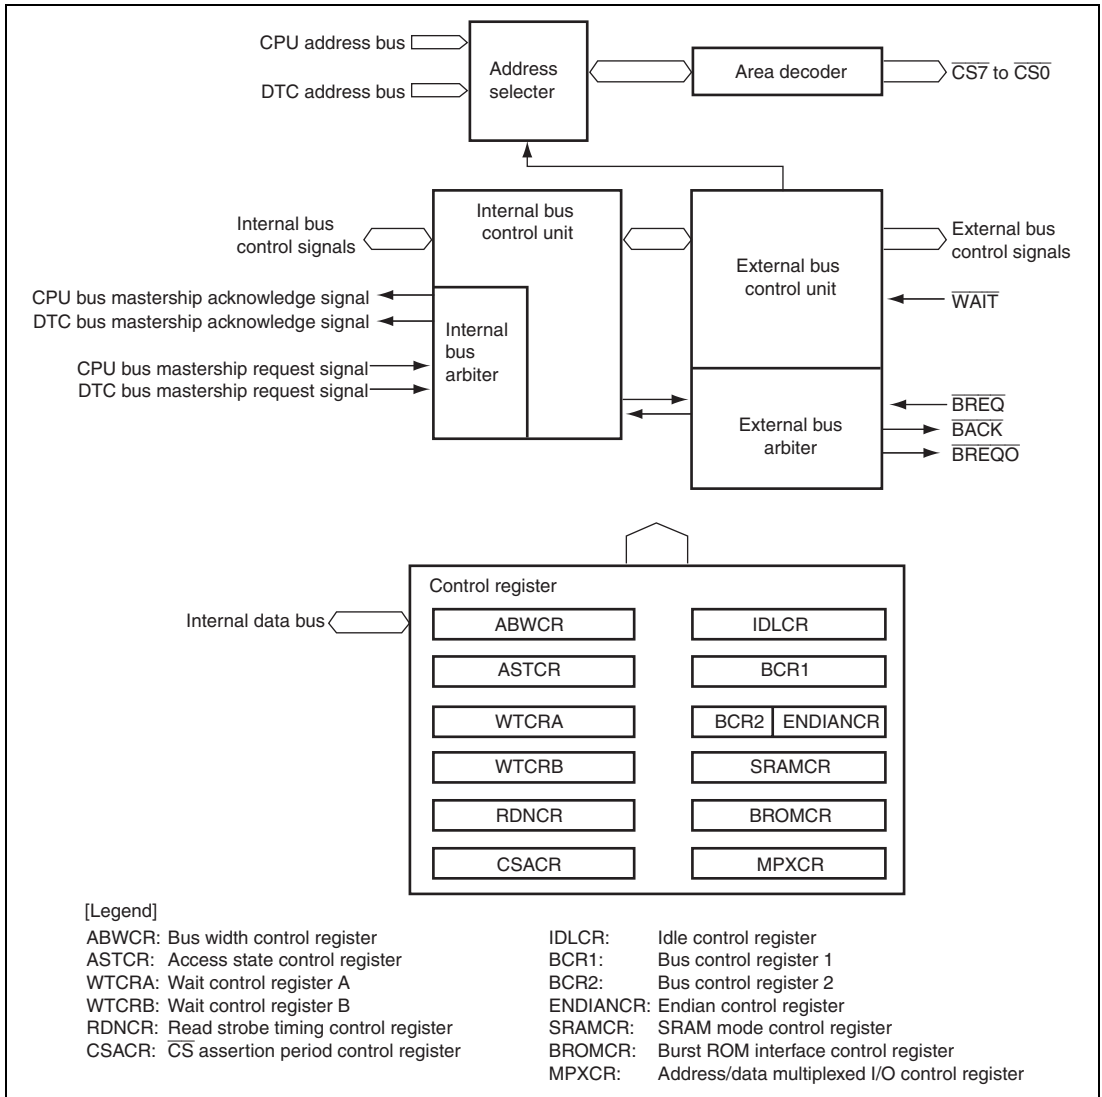 CPU address bus
DTC address bus
Address
selecter
Area decoder
C̅S̅7̅ to C̅S̅0̅
Internal bus
control signals
Internal bus
control unit
External bus
control unit
External bus
control signals
CPU bus mastership acknowledge signal
DTC bus mastership acknowledge signal
Internal
bus
arbiter
W̅A̅I̅T̅
CPU bus mastership request signal
DTC bus mastership request signal
External bus
arbiter
B̅R̅E̅Q̅
B̅A̅C̅K̅
B̅R̅E̅Q̅O̅
Control register
Internal data bus
ABWCR
IDLCR
ASTCR
BCR1
WTCRA
BCR2 ENDIANCR
WTCRB
SRAMCR
RDNCR
BROMCR
CSACR
MPXCR
[Legend]
ABWCR: Bus width control register
ASTCR: Access state control register
WTCRA: Wait control register A
WTCRB: Wait control register B
RDNCR: Read strobe timing control register
CSACR: C̅S̅ assertion period control register
IDLCR: Idle control register
BCR1: Bus control register 1
BCR2: Bus control register 2
ENDIANCR: Endian control register
SRAMCR: SRAM mode control register
BROMCR: Burst ROM interface control register
MPXCR: Address/data multiplexed I/O control register